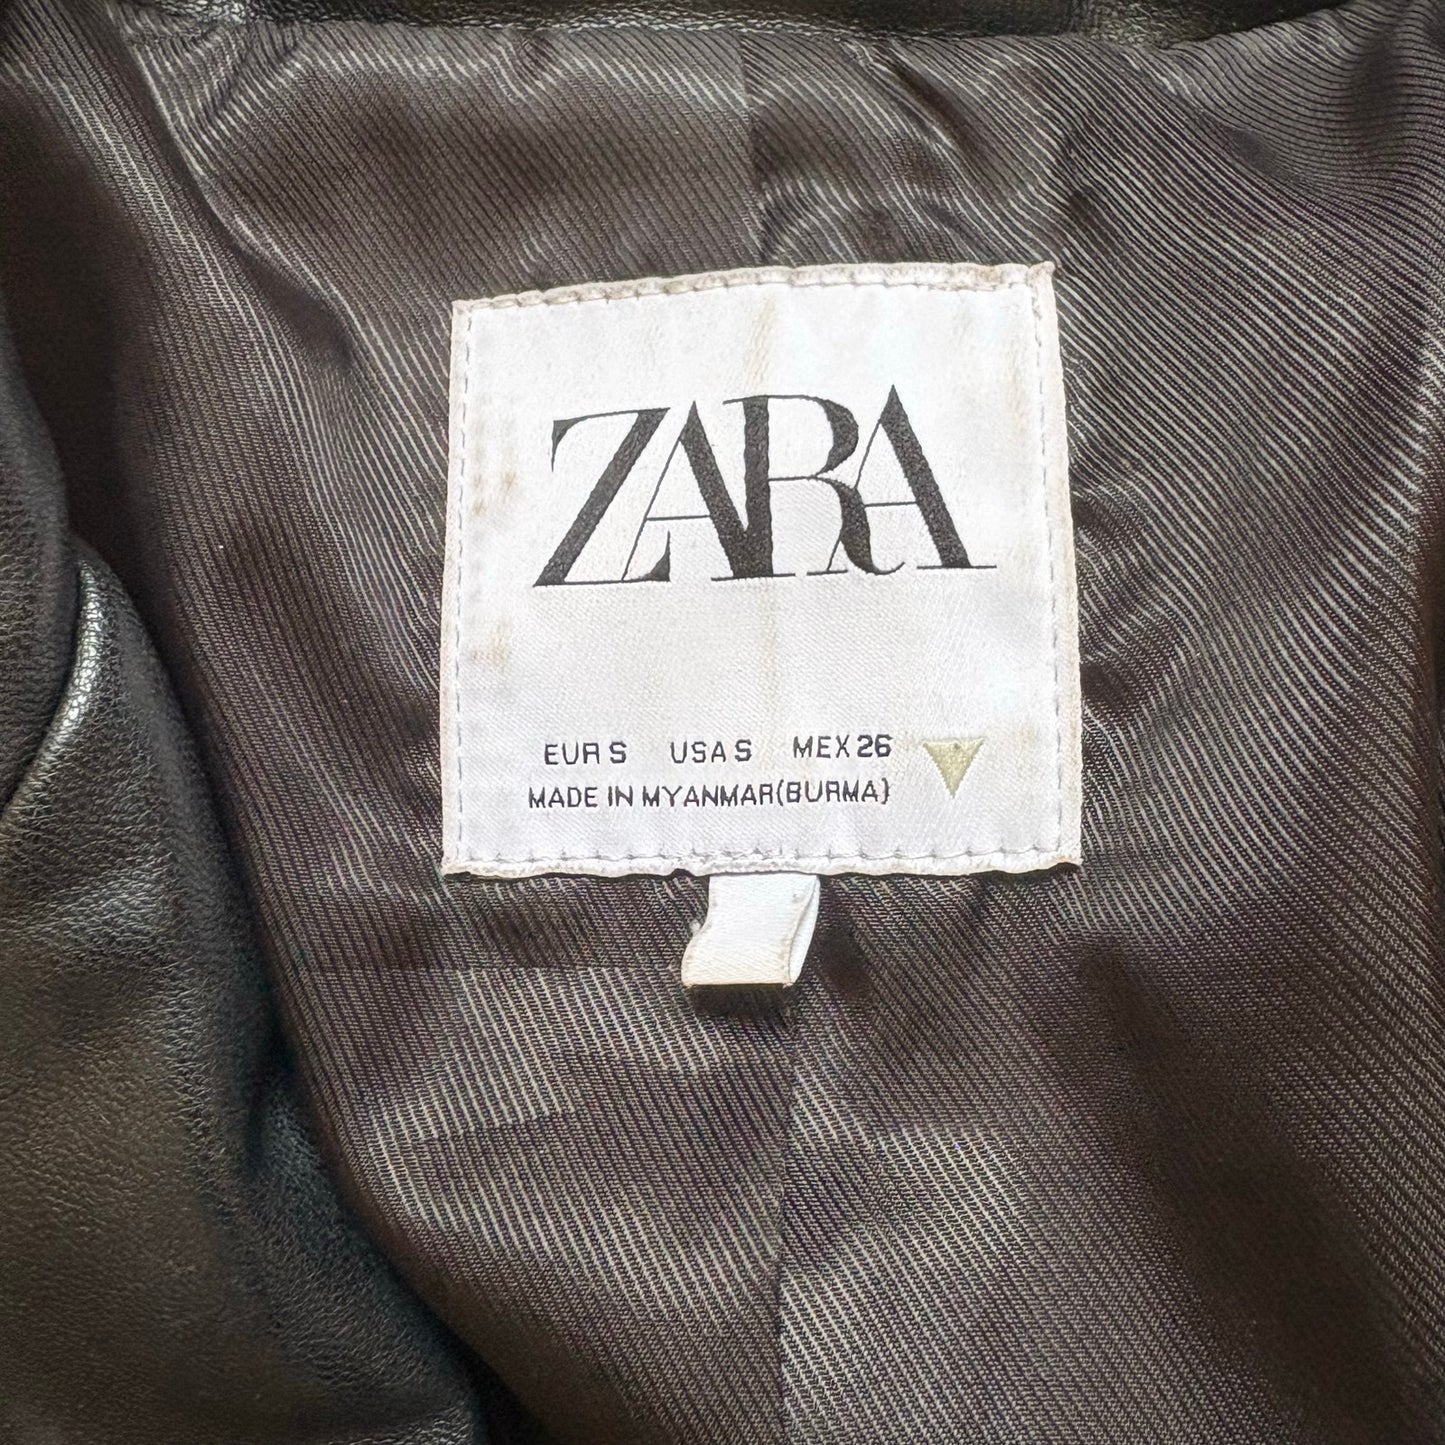 ZARA
EUR S USA S MEX 26
MADE IN MYANMAR(BURMA)